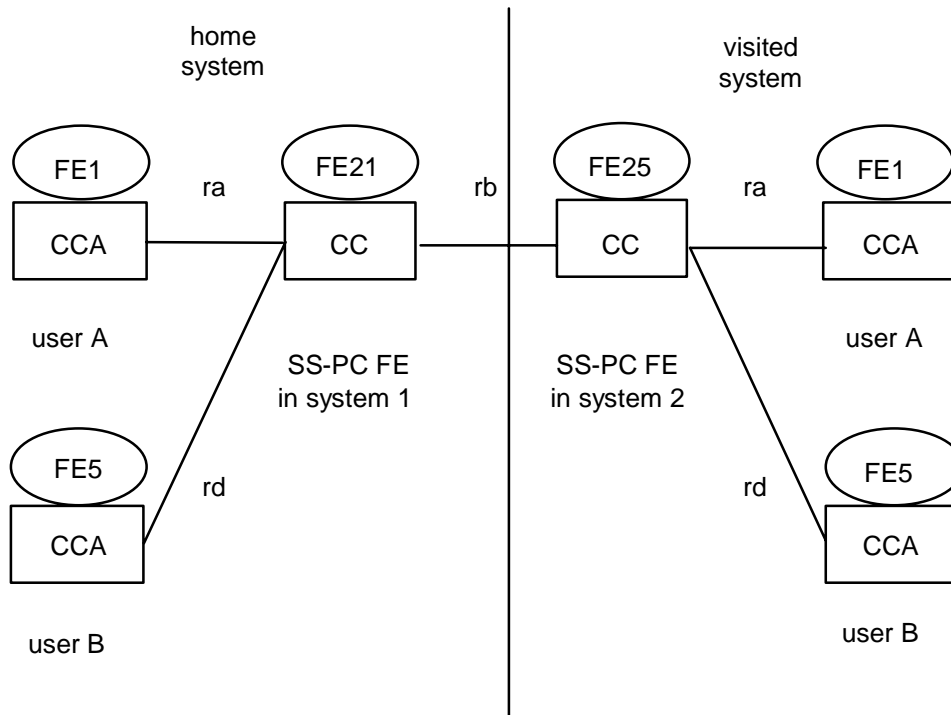 home
system
visited
system
FE1
ra
FE21
rb
FE25
ra
FE1
CCA
CC
CC
CCA
user A
user A
SS-PC FE
in system 1
SS-PC FE
in system 2
FE5
rd
rd
FE5
CCA
CCA
user B
user B